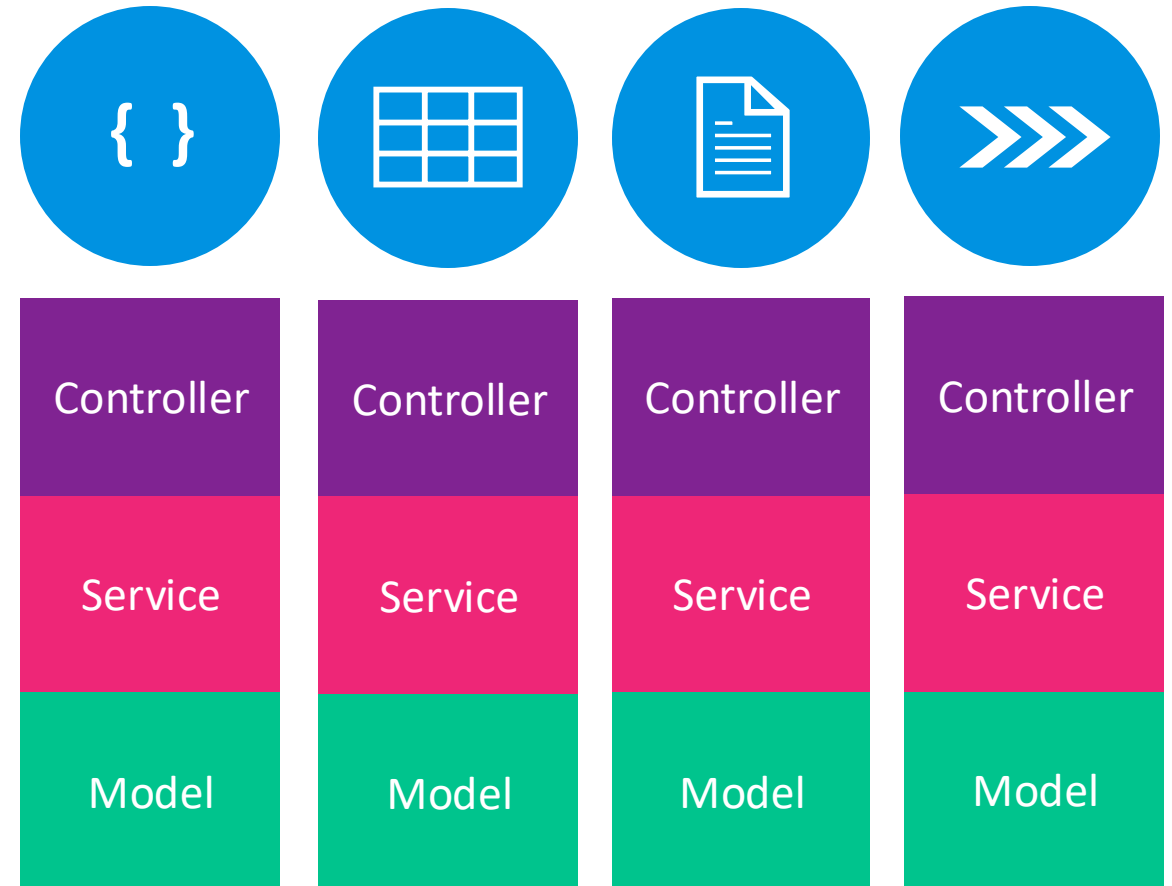 { }
Controller
Controller
Controller
Controller
Service
Service
Service
Service
Model
Model
Model
Model